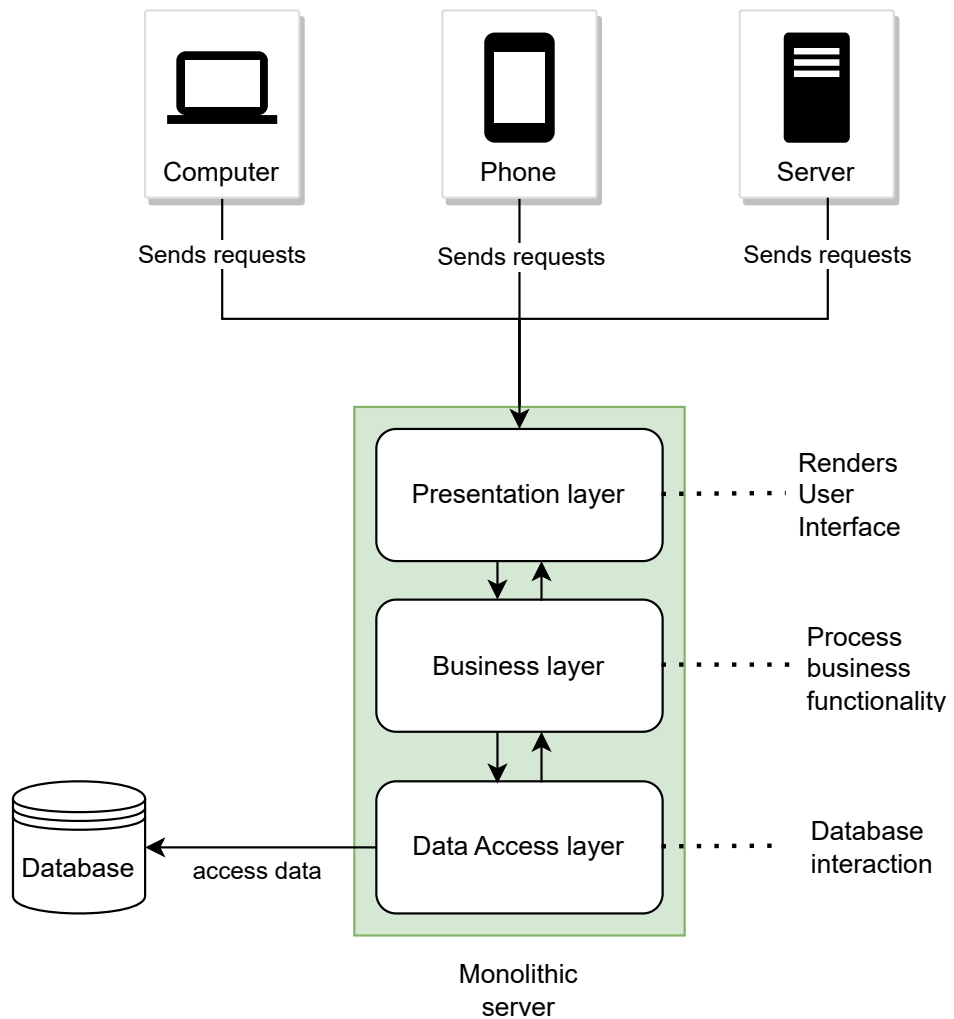 Computer
Phone
Server
Sends requests
Sends requests
Sends requests
Presentation layer
Renders
User
Interface
Business layer
Process
business
functionality
Data Access layer
Database
interaction
Database
access data
Monolithic
server